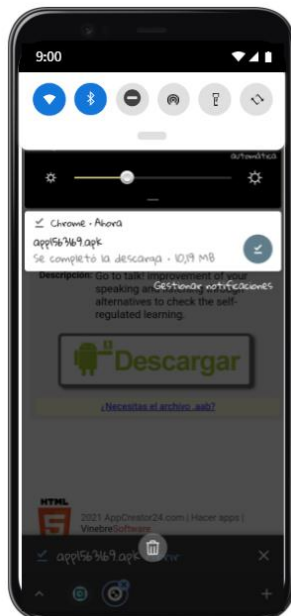 9:00
automática
Chrome • Ahora
app1563169.apk
Se completó la descarga • 10,19 MB
Gestionar notificaciones
Descripción: Go to talk! improvement of your
speaking and
alternatives to check the self-
regulated learning.
Descargar
¿Necesitas el archivo .aab?
HTML
5
2021 AppCreator24.com | Hacer apps |
VinebreSoftware
app1563169.apk